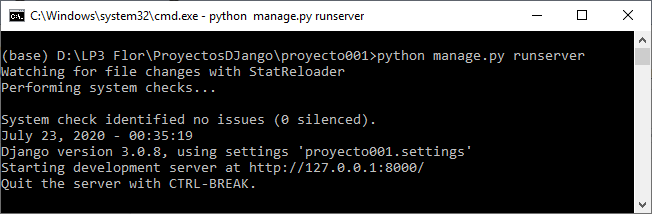 C:\Windows\system32\cmd.exe - python  manage.py runserver
(base) D:\LP3 Flor\ProyectosDJango\proyecto001>python manage.py runserver
Watching for file changes with StatReloader
Performing system checks...
System check identified no issues (0 silenced).
July 23, 2020 - 00:35:19
Django version 3.0.8, using settings 'proyecto001.settings'
Starting development server at http://127.0.0.1:8000/
Quit the server with CTRL-BREAK.